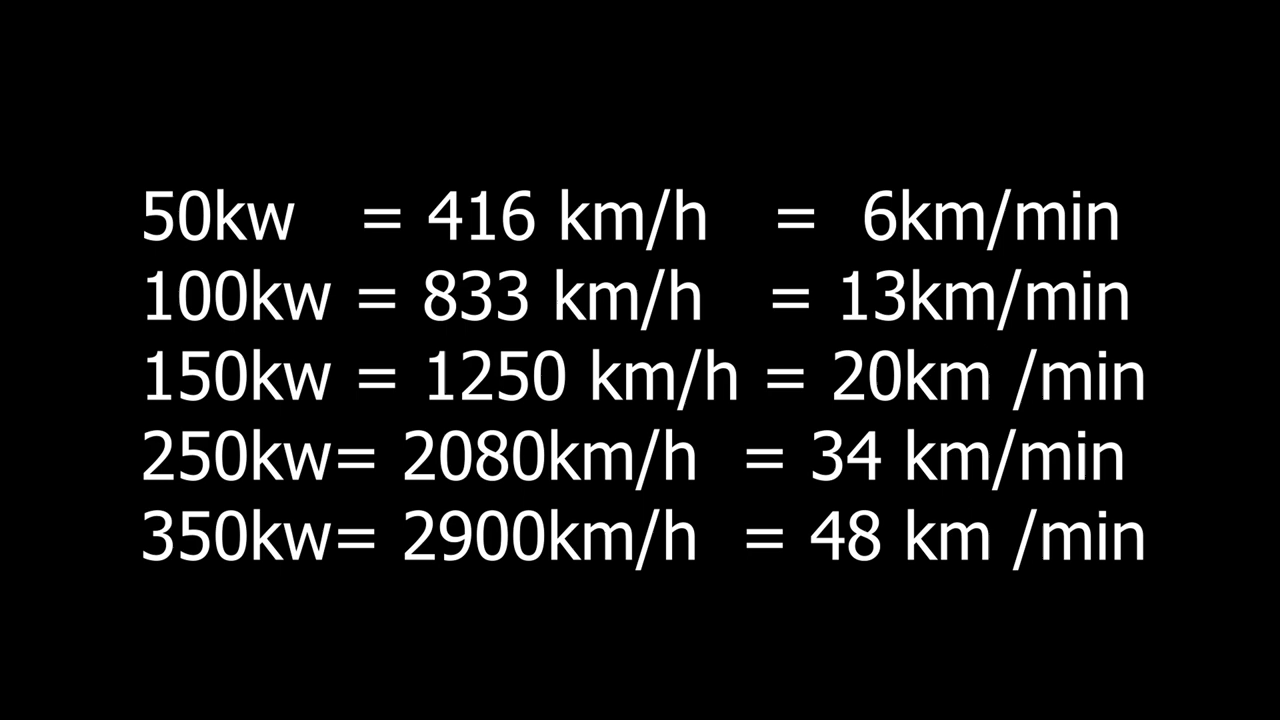 50kw = 416 km/h = 6km/min
100kw = 833 km/h = 13km/min
150kw = 1250 km/h = 20km /min
250kw= 2080km/h = 34 km/min
350kw= 2900km/h = 48 km /min